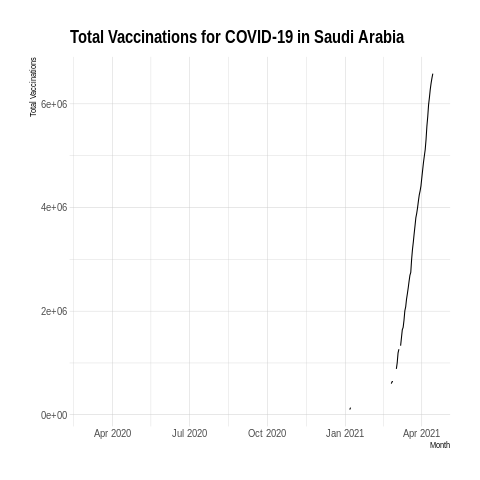 Total Vaccinations for COVID-19 in Saudi Arabia
Total Vaccinations
6e+06
4e+06
2e+06
0e+00
Apr 2020 Jul 2020 Oct 2020 Jan 2021 Apr 2021
Month